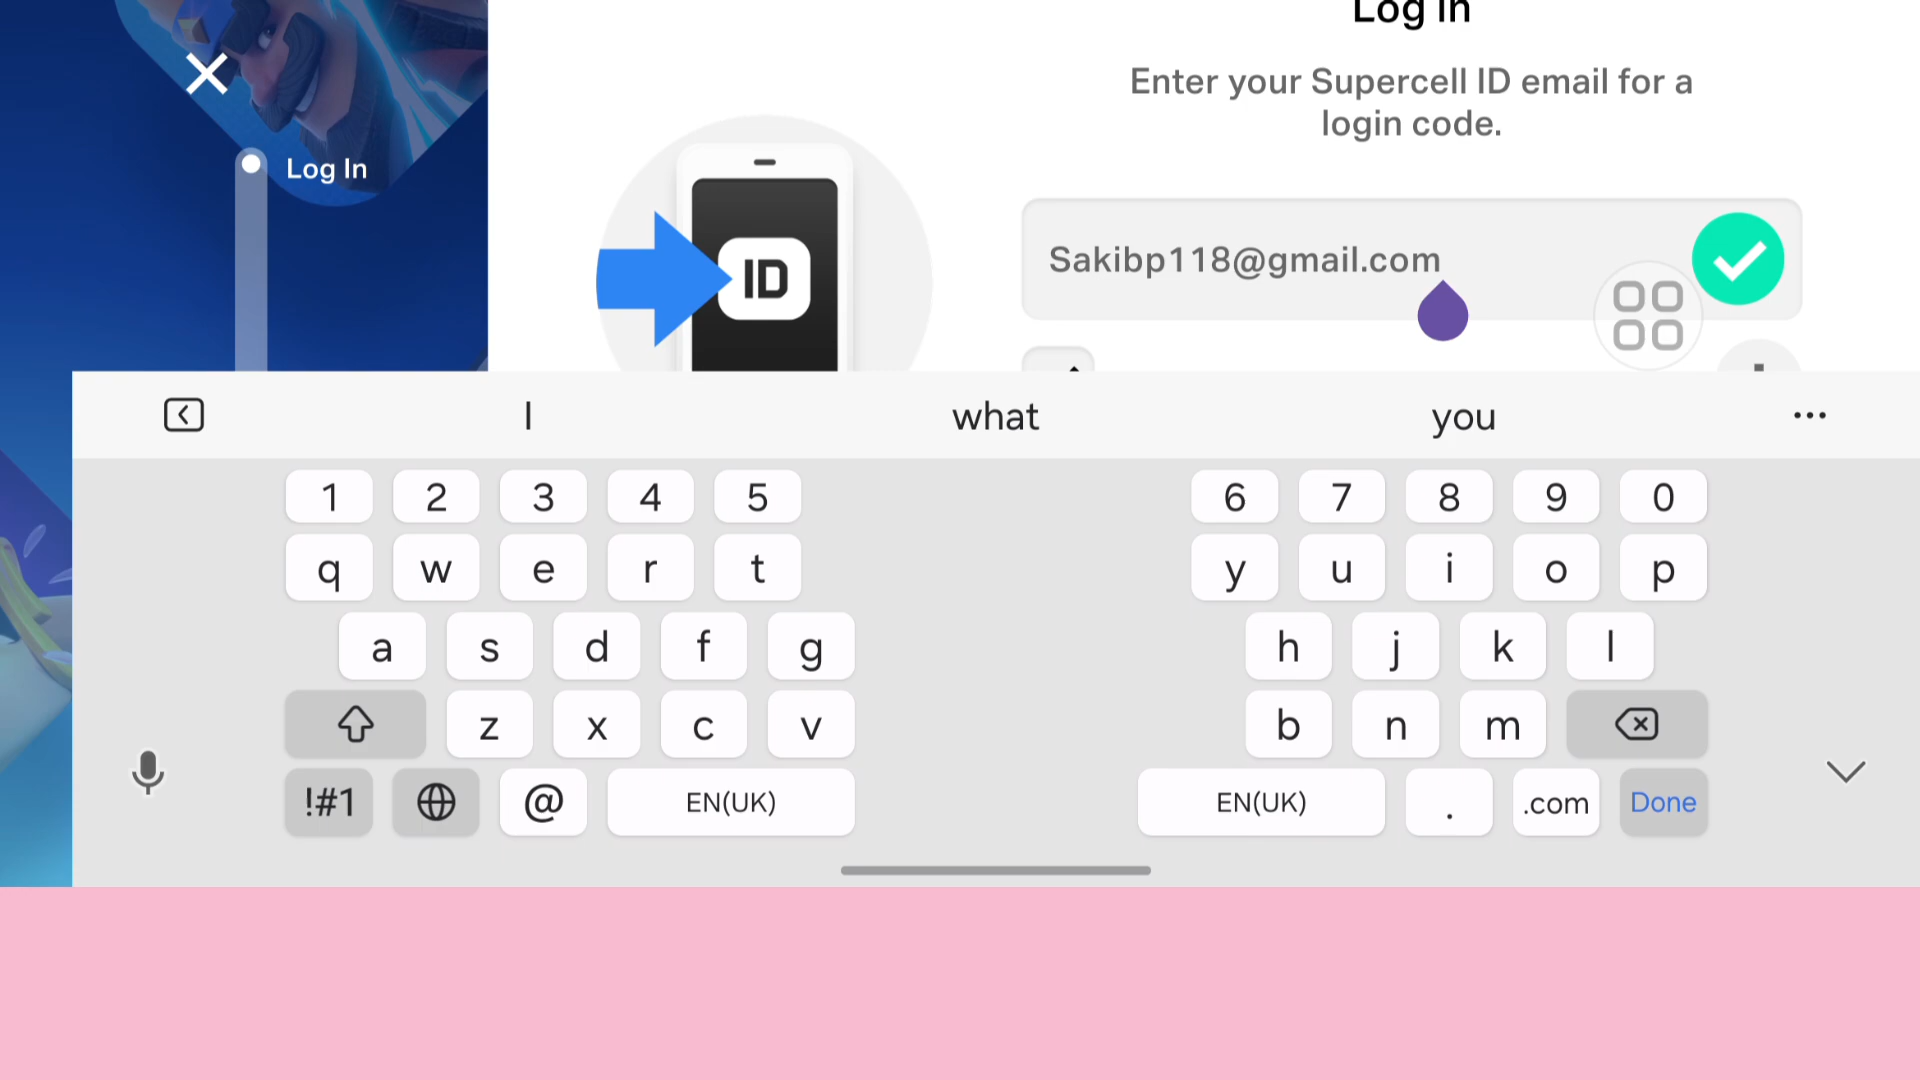 Log In
Enter your Supercell ID email for a
login code.
Log In
ID
Sakibp118@gmail.com
I what you ...
1 2 3 4 5 6 7 8 9 0
q w e r t y u i o p
a s d f g h j k l
z x c v b n m
!#1 @ EN(UK) EN(UK) . .com Done